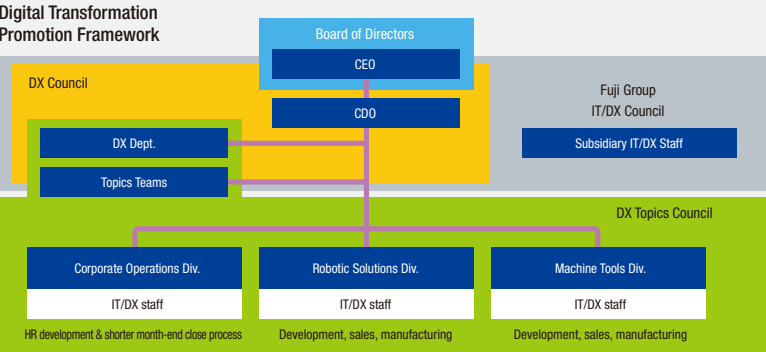 Digital Transformation
Promotion Framework
Board of Directors
CEO
DX Council
CDO
Fuji Group
IT/DX Council
Subsidiary IT/DX Staff
DX Dept.
Topics Teams
DX Topics Council
Corporate Operations Div.
Robotic Solutions Div.
Machine Tools Div.
IT/DX staff
IT/DX staff
IT/DX staff
HR development & shorter month-end close process
Development, sales, manufacturing
Development, sales, manufacturing